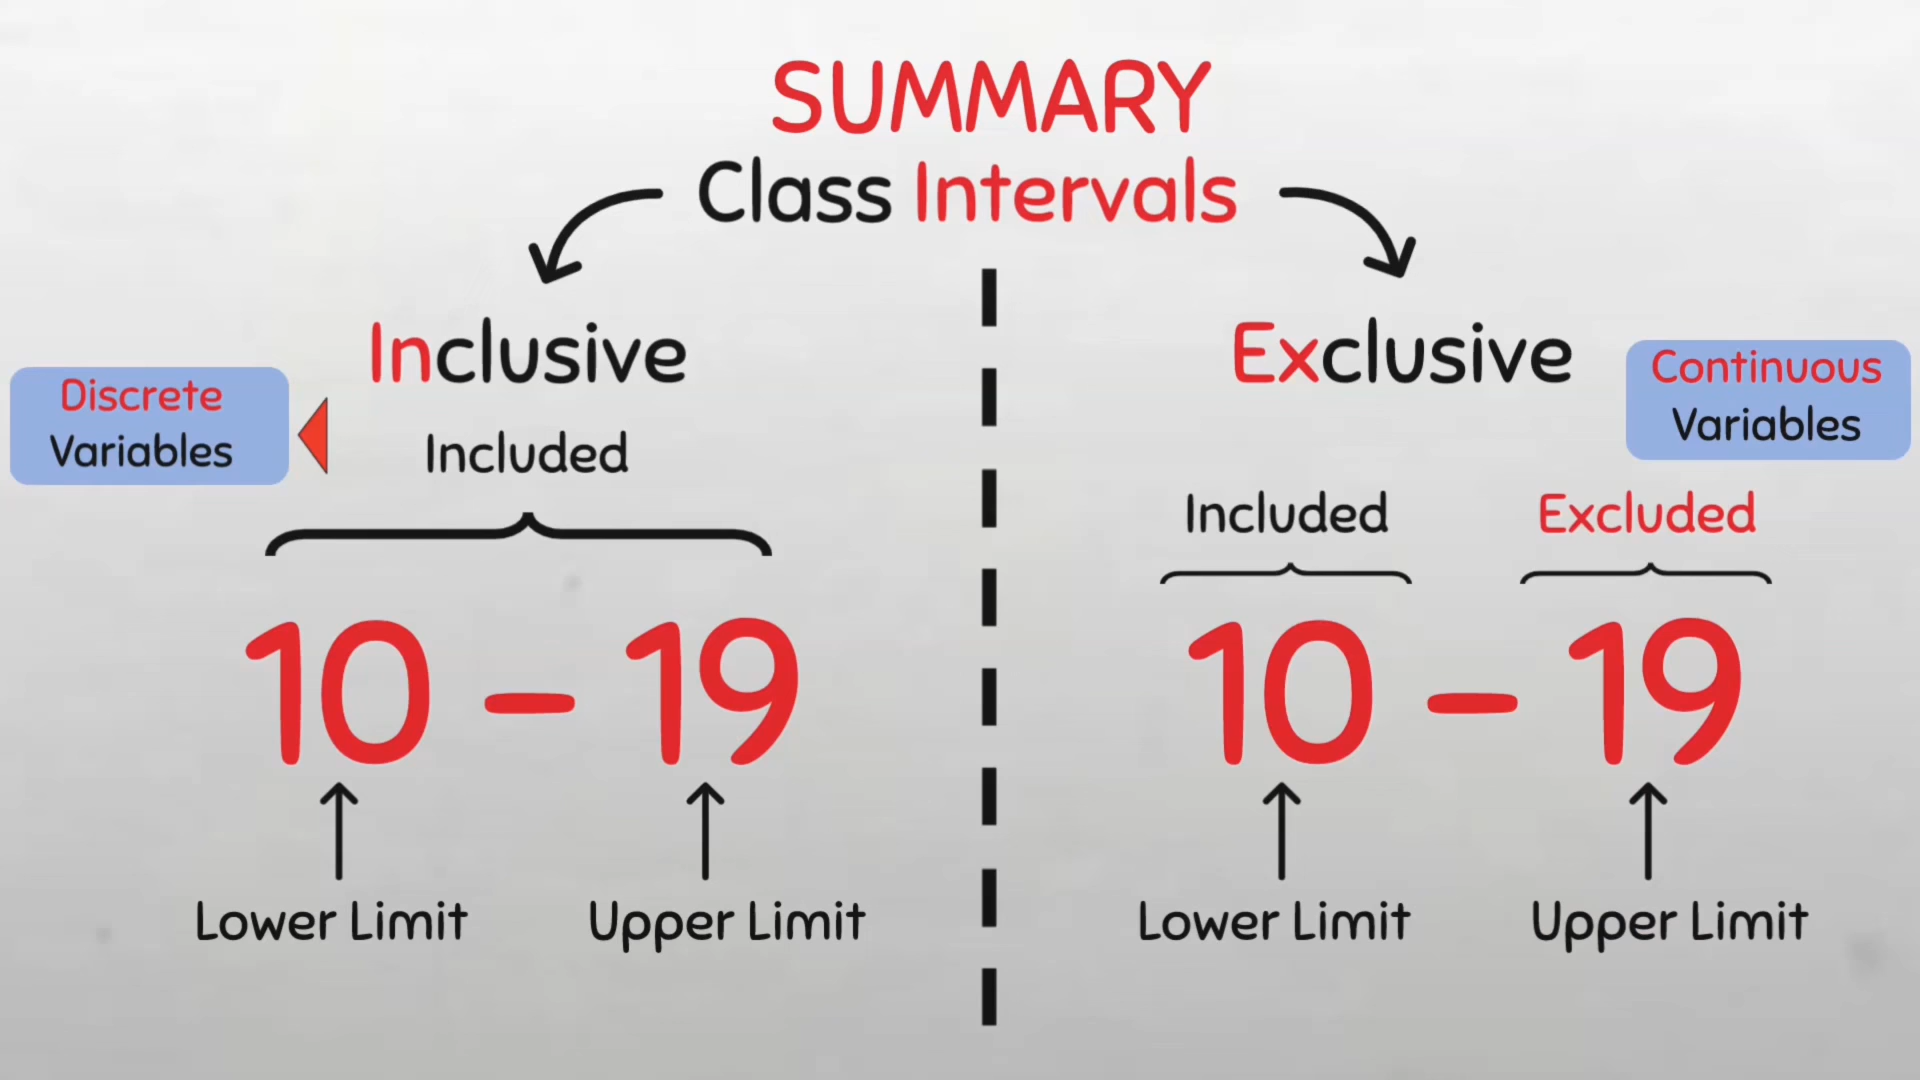 SUMMARY
Class Intervals
Inclusive
Discrete
Variables
Included
10 - 19
Lower Limit
Upper Limit
Exclusive
Continuous
Variables
Included
Excluded
10 - 19
Lower Limit
Upper Limit